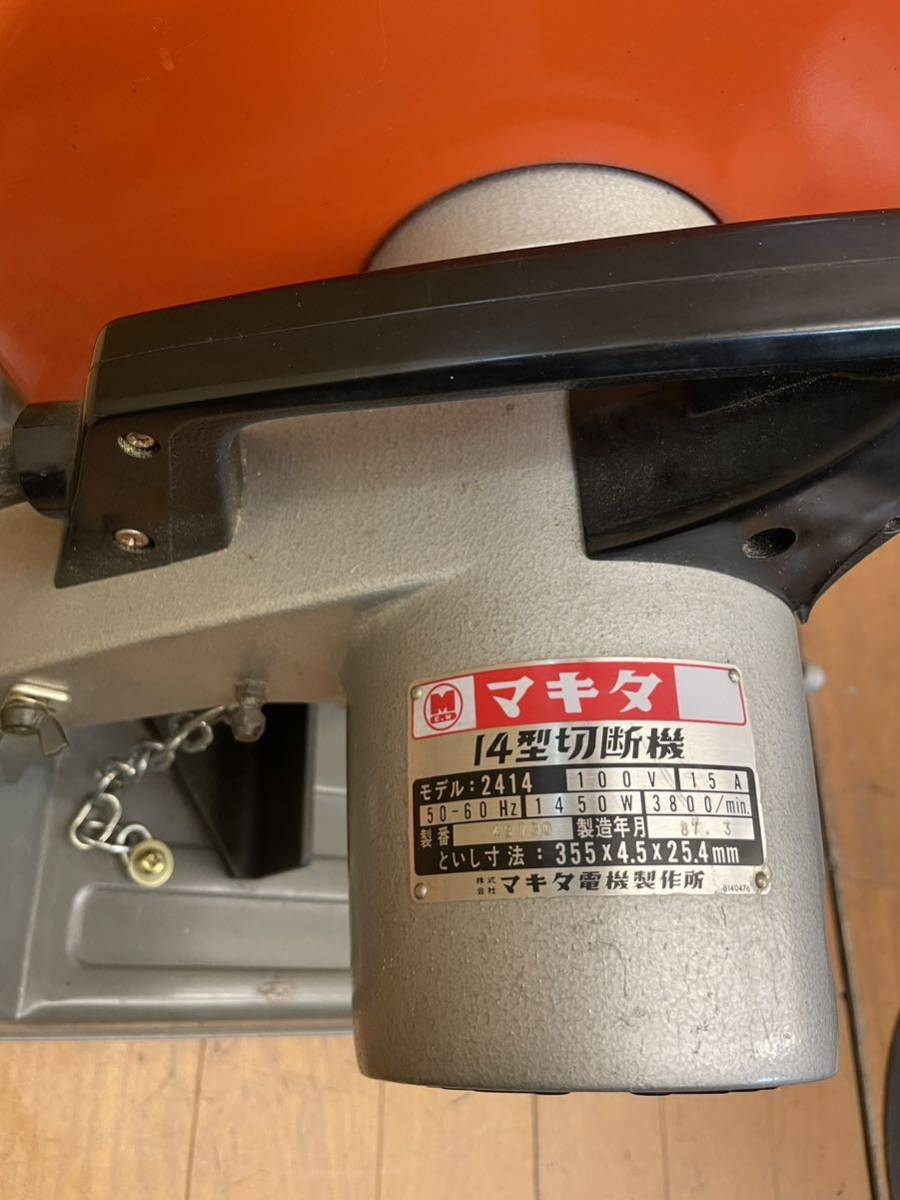 M マキタ
14型切断機
モデル:2414 100V 15A
50-60Hz 1450W 3800/min.
製番 製造年月 87.3
といし寸法:355×4.5×25.4mm
株式会社 マキタ電機製作所 8140476